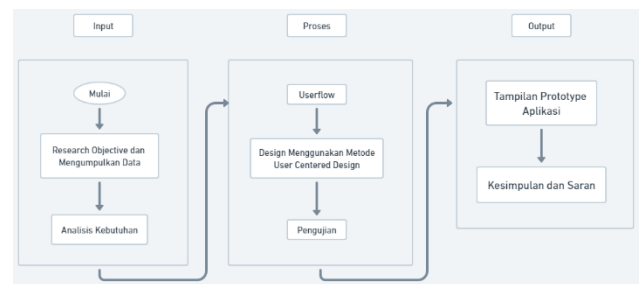 Input
Proses
Output
Mulai
Research Objective dan
Mengumpulkan Data
Analisis Kebutuhan
Userflow
Design Menggunakan Metode
User Centered Design
Pengujian
Tampilan Prototype
Aplikasi
Kesimpulan dan Saran